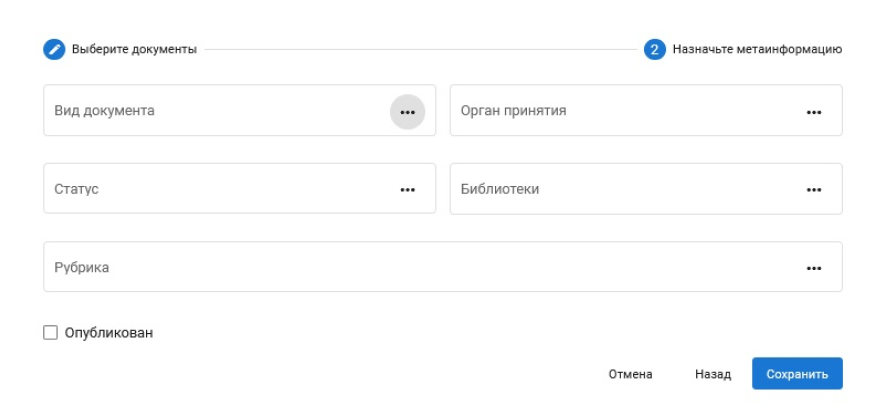 Выберите документы
2 Назначьте метаинформацию
Вид документа
Орган принятия
Статус
Библиотеки
Рубрика
Опубликован
Отмена Назад Сохранить